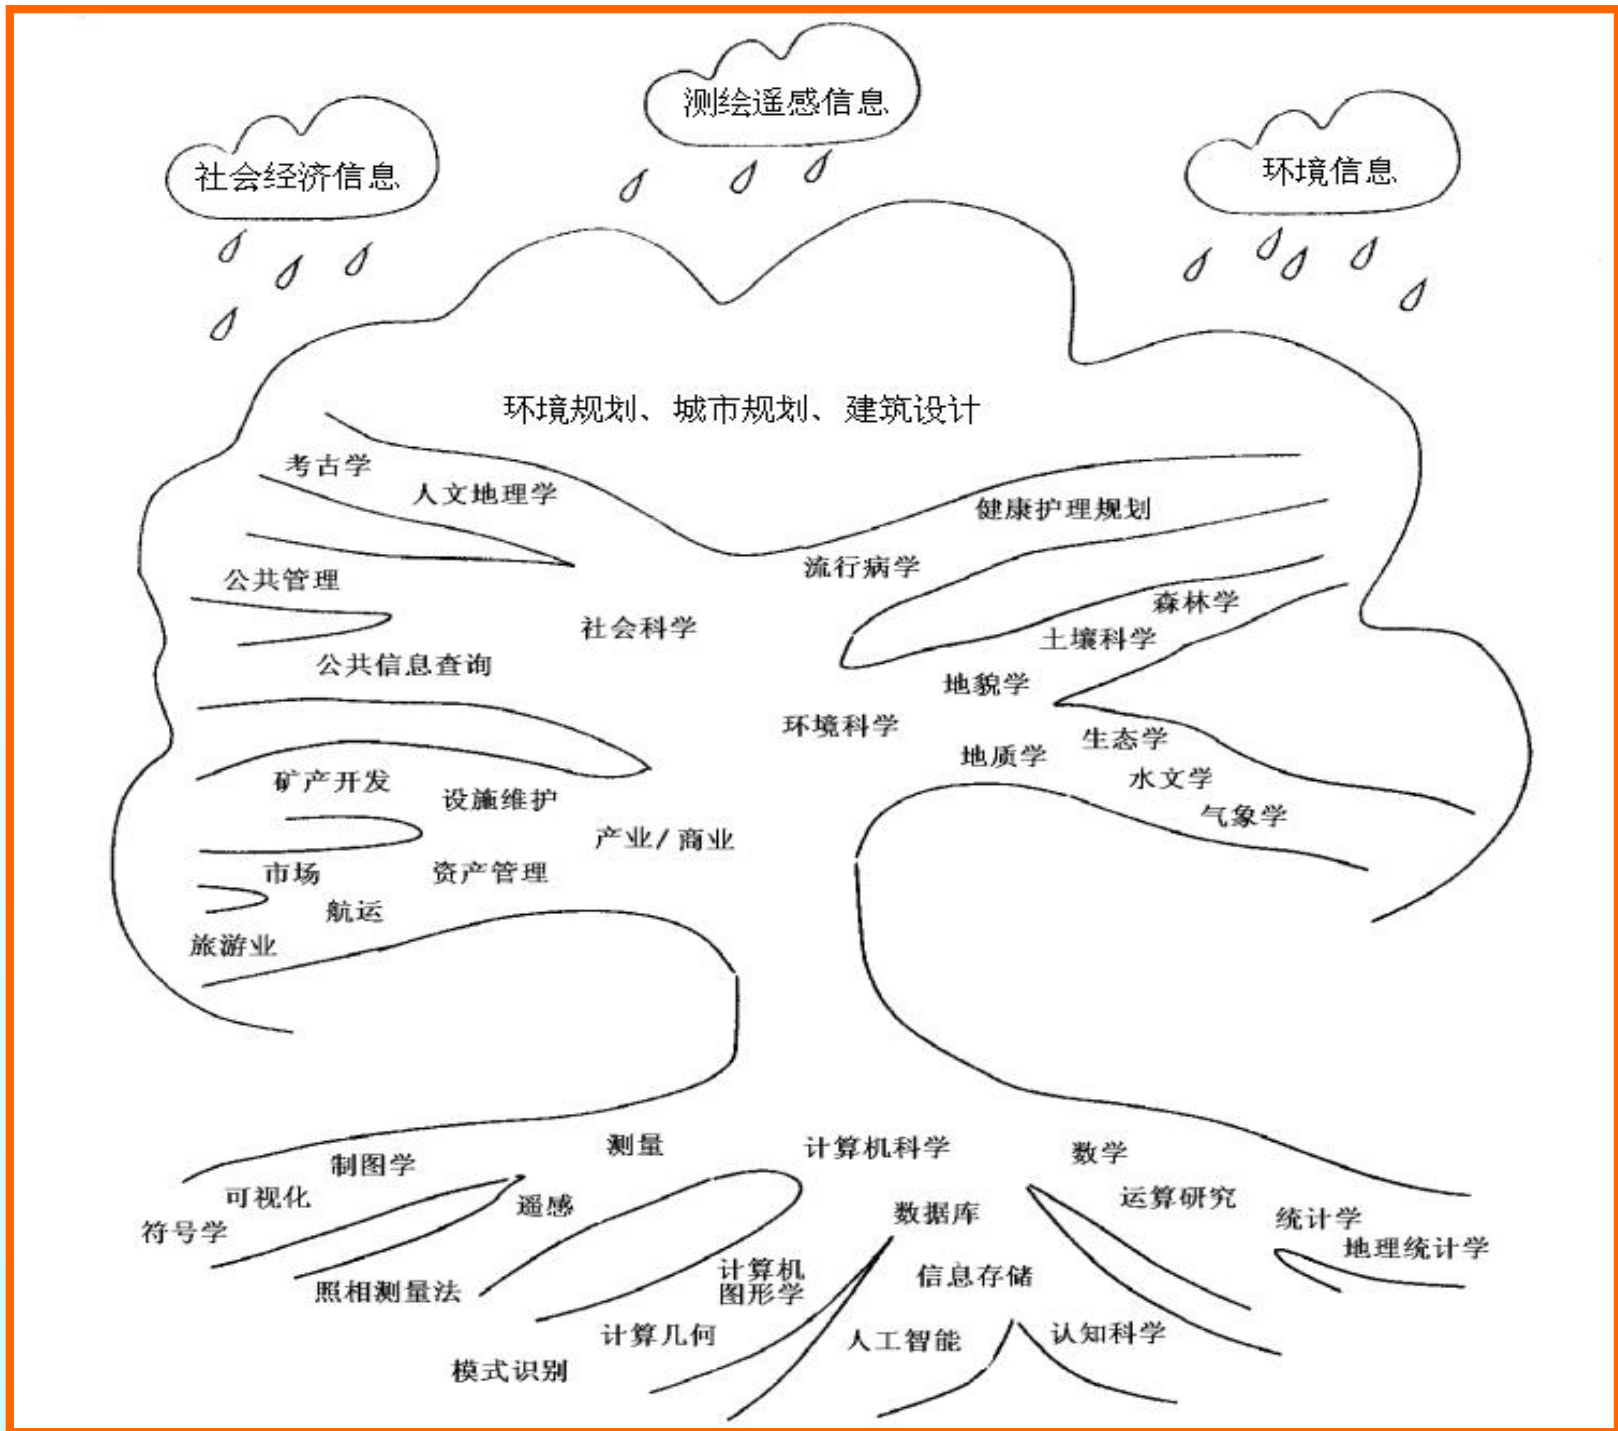 测绘遥感信息
社会经济信息
环境信息
环境规划、城市规划、建筑设计
考古学
人文地理学
健康护理规划
流行病学
公共管理
森林学
社会科学
土壤科学
公共信息查询
地貌学
环境科学
生态学
地质学
水文学
矿产开发
设施维护
气象学
产业/商业
市场
资产管理
航运
旅游业
测量
计算机科学
数学
制图学
可视化
遥感
运算研究
符号学
数据库
统计学
地理统计学
照相测量法
计算机
图形学
信息存储
计算几何
人工智能
认知科学
模式识别